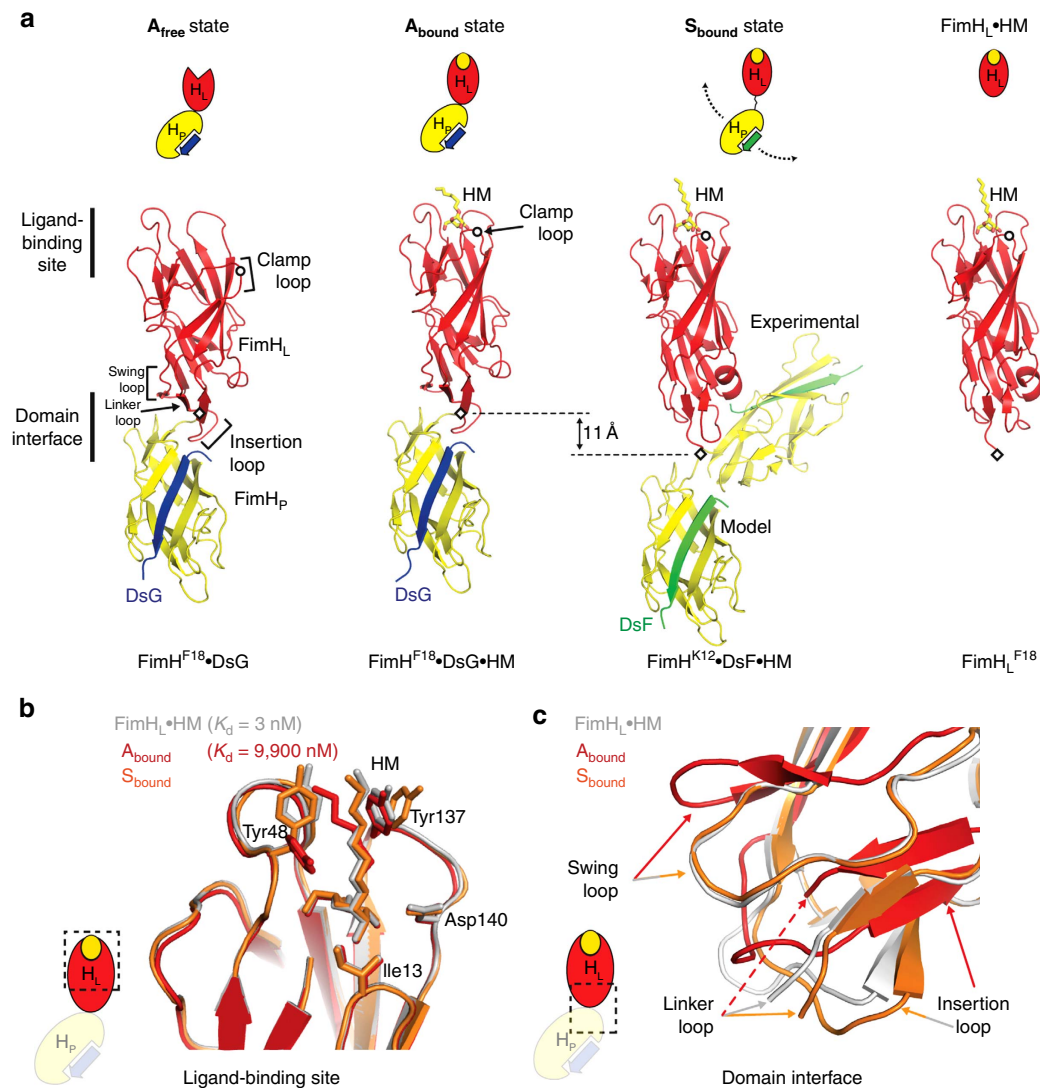 a
A_free state
A_bound state
S_bound state
FimH_L•HM
H_L
H_P
H_L
H_P
H_L
H_P
H_L
HM
HM
HM
Ligand-
binding
site
Clamp
loop
Clamp
loop
FimH_L
Experimental
Swing
loop
Linker
loop
Domain
interface
Insertion
loop
11 Å
FimH_P
Model
DsG
DsG
DsF
FimH^F18•DsG
FimH^F18•DsG•HM
FimH^K12•DsF•HM
FimH_L^F18
b
FimH_L•HM (K_d = 3 nM)
A_bound (K_d = 9,900 nM)
S_bound
HM
Tyr48
Tyr137
Asp140
Ile13
H_L
H_P
Ligand-binding site
c
FimH_L•HM
A_bound
S_bound
Swing
loop
Linker
loop
Insertion
loop
H_L
H_P
Domain interface